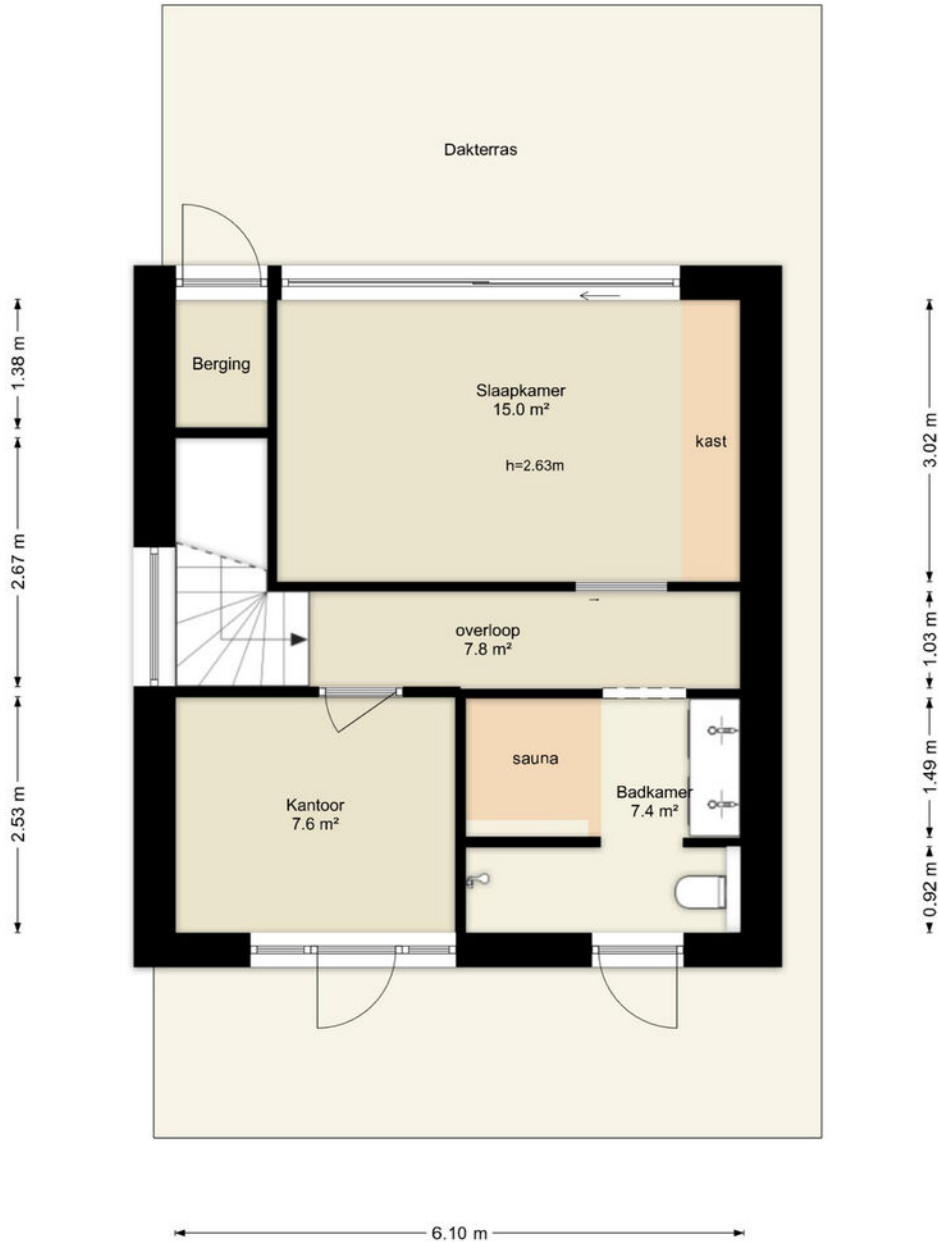 Dakterras
Berging
Slaapkamer
15.0 m²
h=2.63m
kast
overloop
7.8 m²
sauna
Badkamer
7.4 m²
Kantoor
7.6 m²
1.38 m
2.67 m
2.53 m
3.02 m
1.03 m
1.49 m
0.92 m
6.10 m